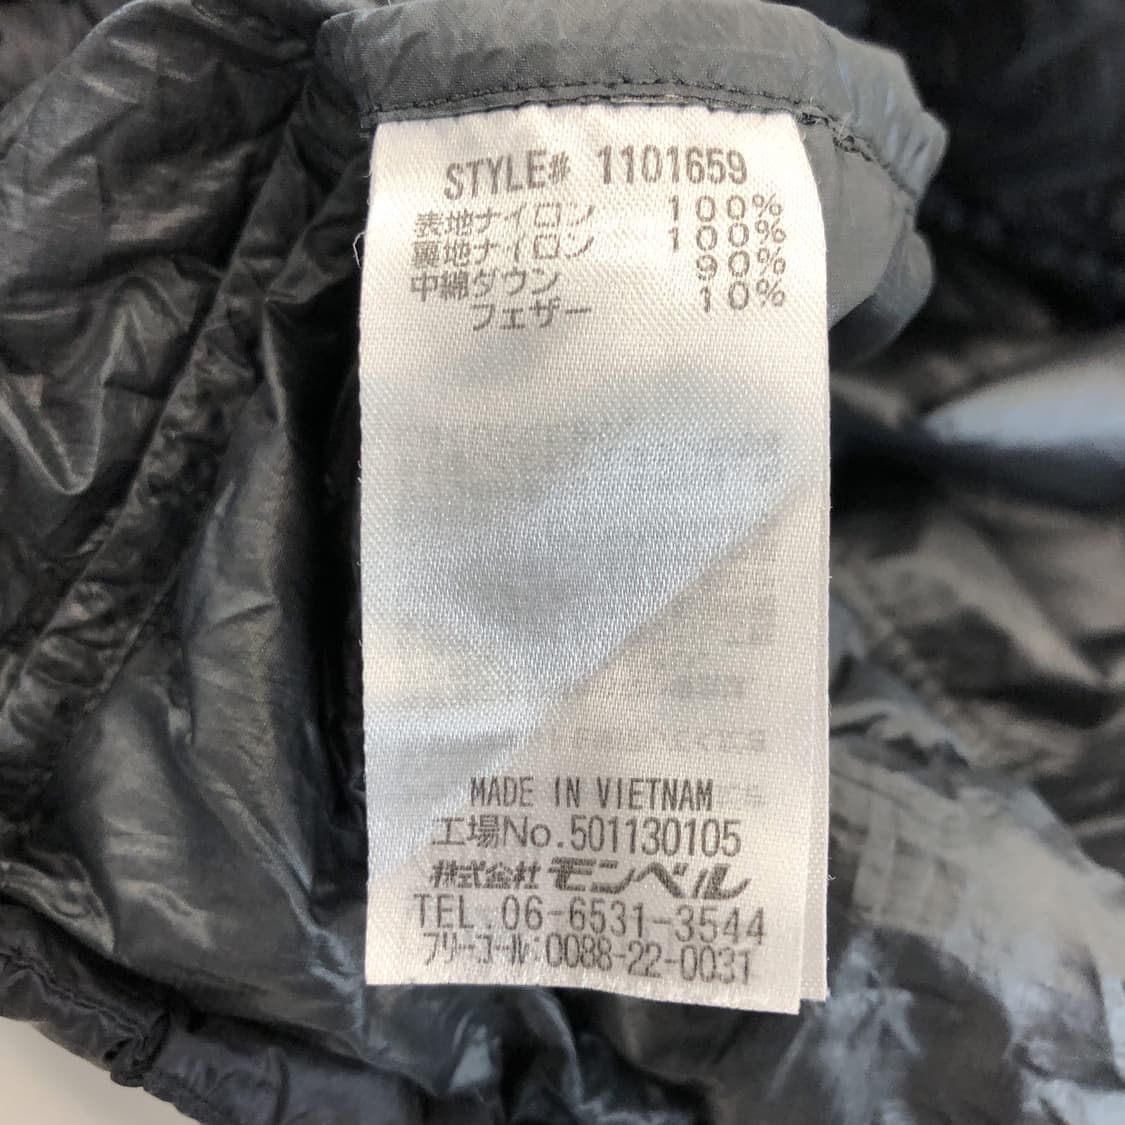 STYLE# 1101659
表地ナイロン 100%
裏地ナイロン 100%
中綿ダウン 90%
フェザー 10%
MADE IN VIETNAM
工場No.501130105
株式会社 モンベル
TEL.06-6531-3544
フリーコール:0088-22-0031